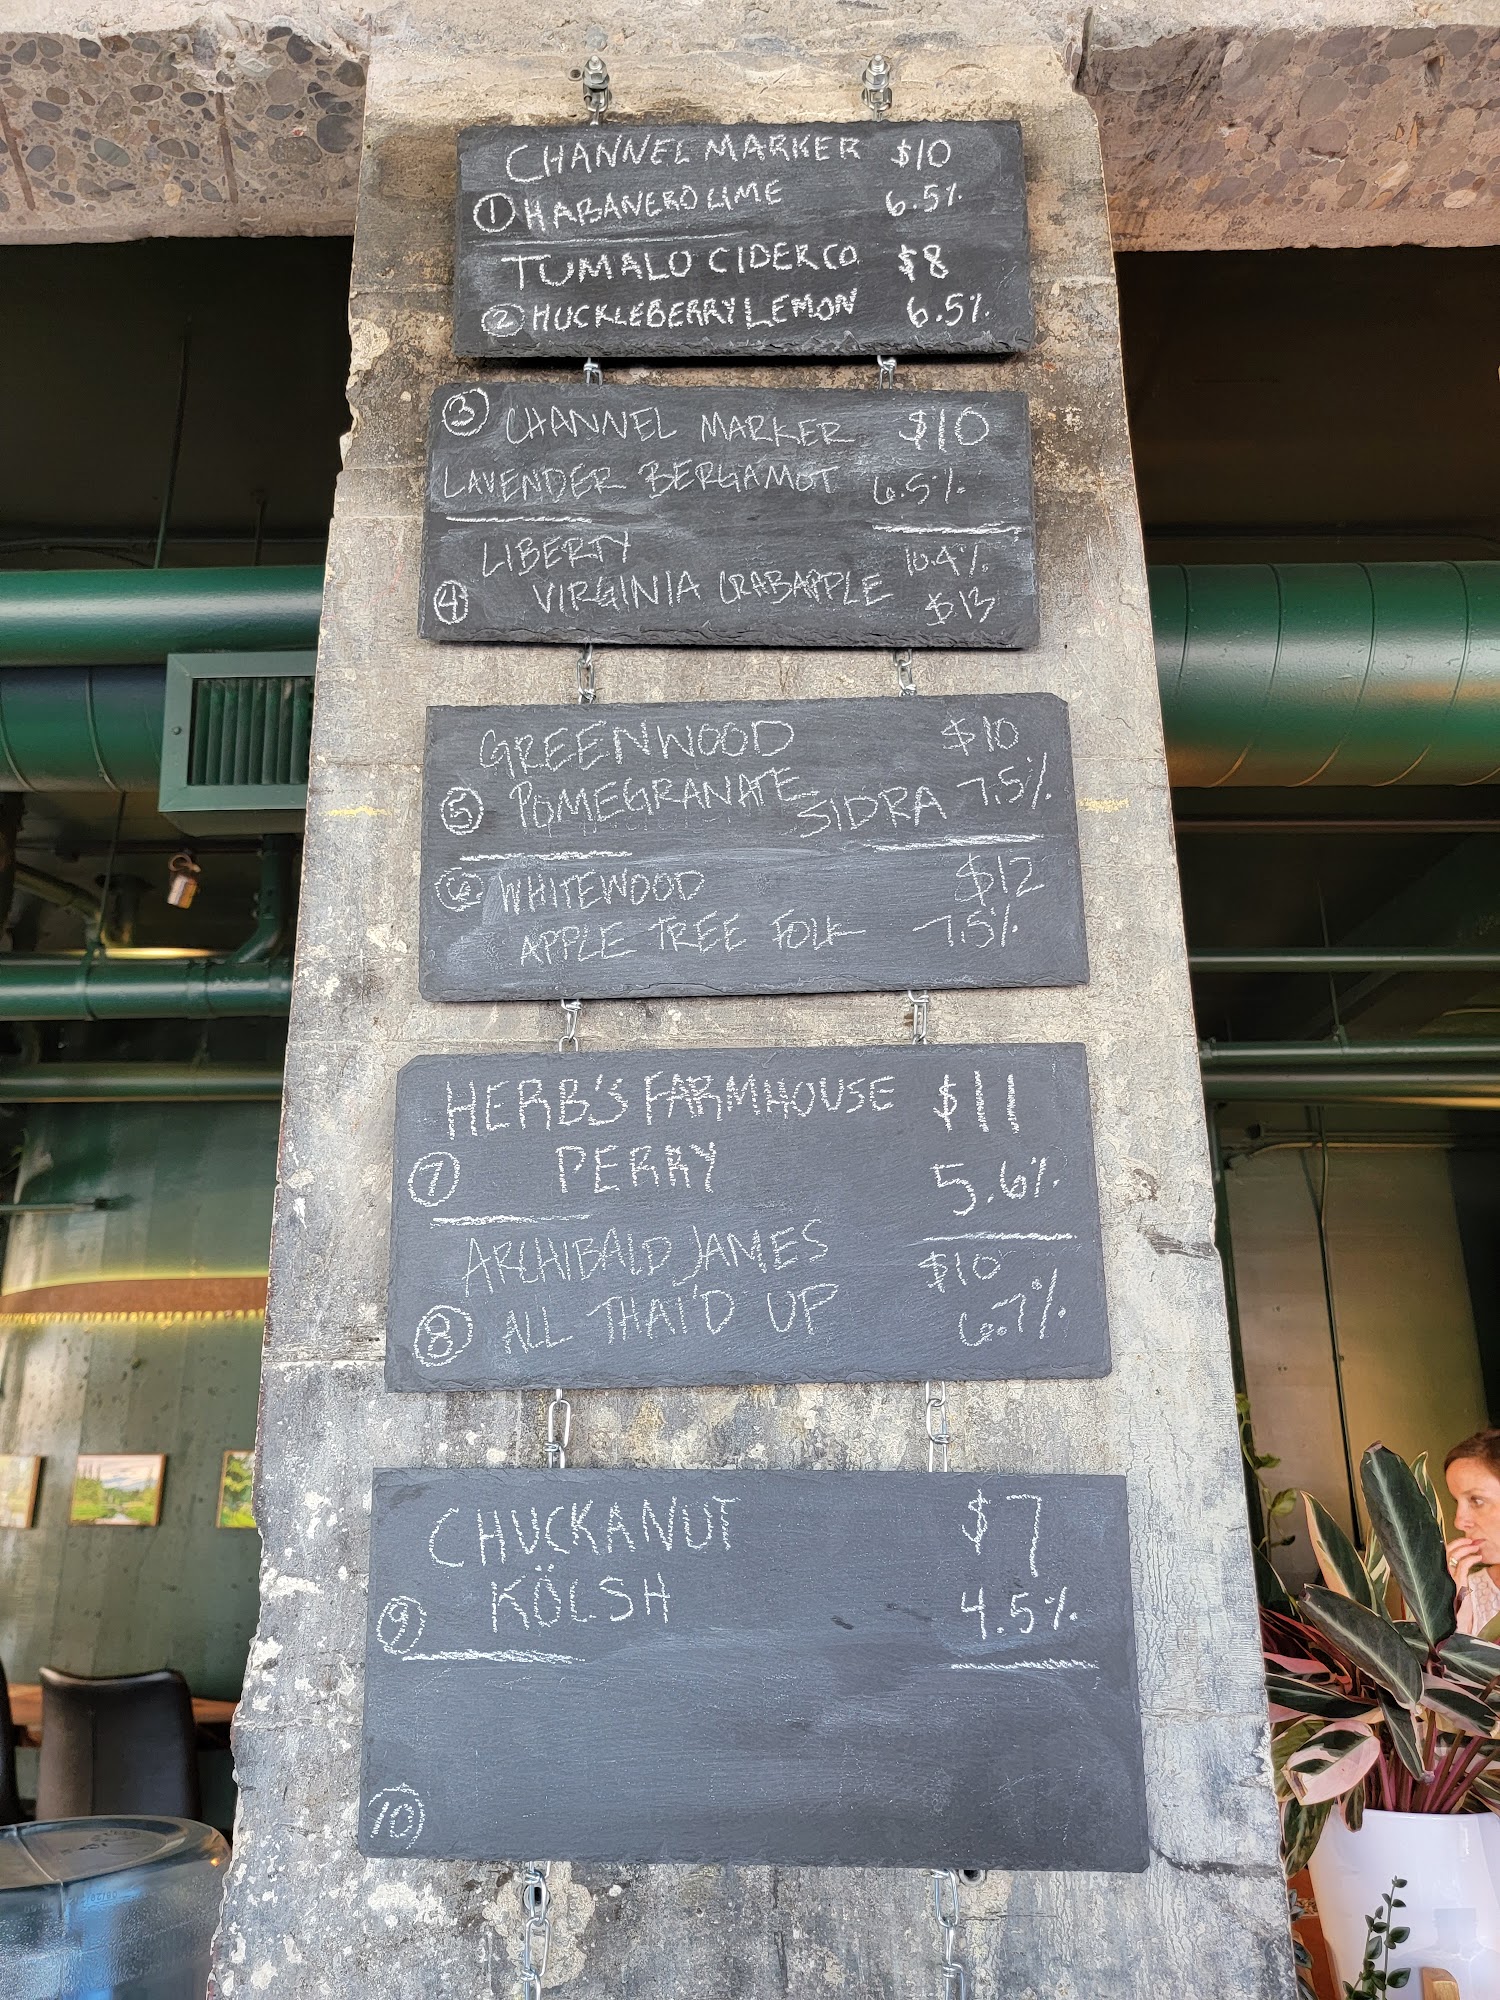 CHANNEL MARKER $10
① HABANERO LIME 6.5%
TUMALO CIDER CO $8
② HUCKLEBERRY LEMON 6.5%
③ CHANNEL MARKER $10
LAVENDER BERGAMOT 6.5%
LIBERTY 10.4%
④ VIRGINIA CRABAPPLE $13
GREENWOOD $10
⑤ POMEGRANATE SIDRA 7.5%
⑥ WHITEWOOD $12
APPLE TREE FOLK 7.5%
HERB'S FARMHOUSE $11
⑦ PERRY 5.6%
ARCHIBALD JAMES $10
⑧ ALL THAT'D UP 6.7%
CHUCKANUT $7
⑨ KÖLSH 4.5%
⑩